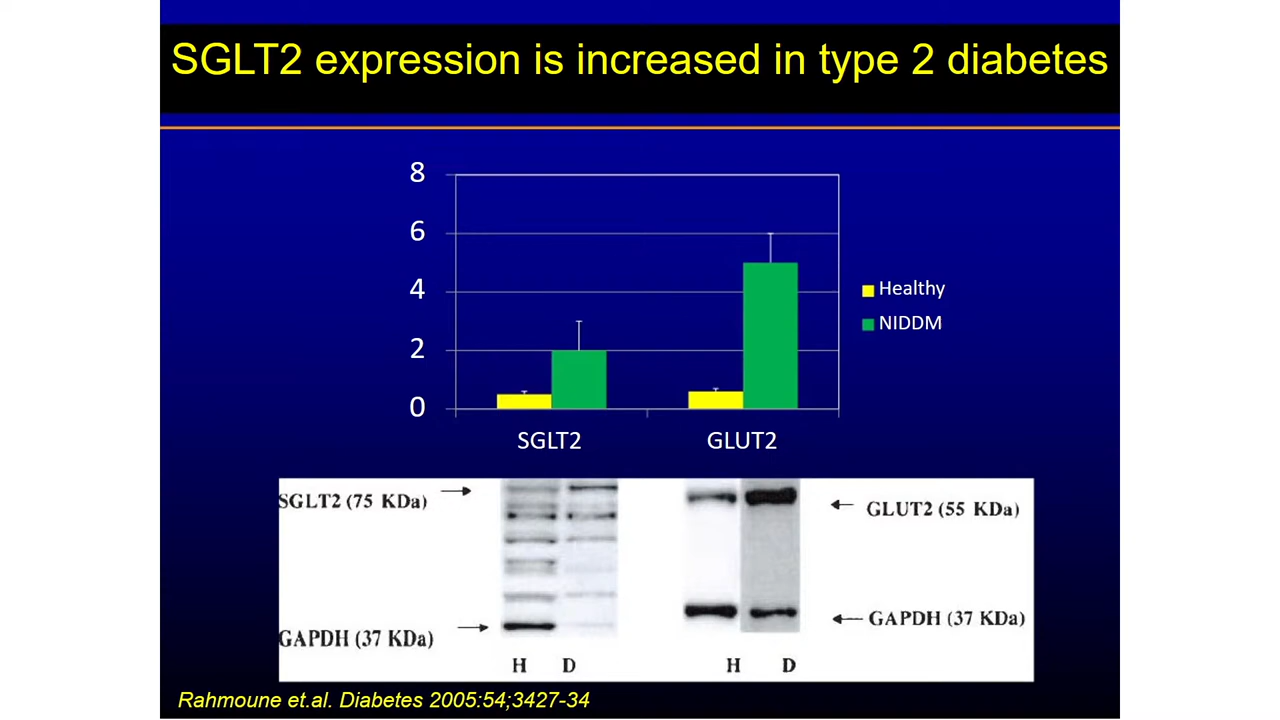 SGLT2 expression is increased in type 2 diabetes
8
6
4
2
0
Healthy
NIDDM
SGLT2 GLUT2
SGLT2 (75 KDa)
GLUT2 (55 KDa)
GAPDH (37 KDa)
GAPDH (37 KDa)
H D H D
Rahmoune et.al. Diabetes 2005:54;3427-34